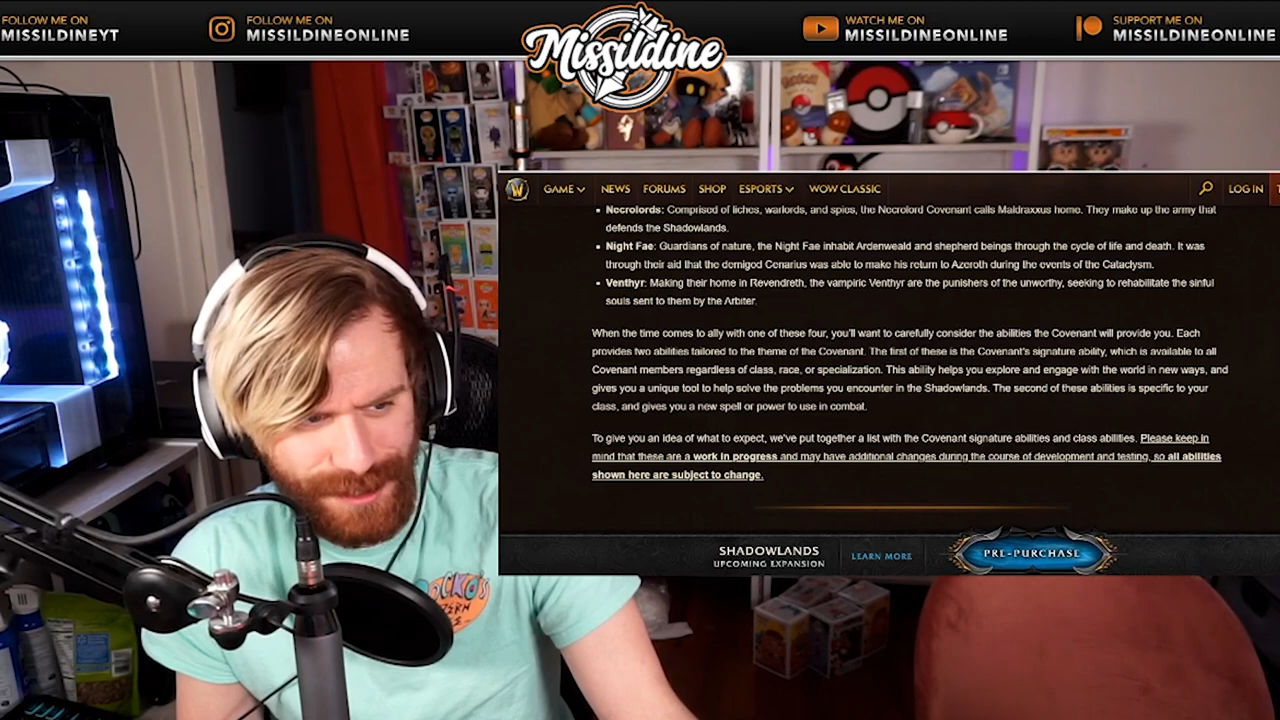 FOLLOW ME ON
MISSILDINEYT
FOLLOW ME ON
MISSILDINEONLINE
Missildine
WATCH ME ON
MISSILDINEONLINE
SUPPORT ME ON
MISSILDINEONLINE
GAME NEWS FORUMS SHOP ESPORTS WOW CLASSIC LOG IN
Necrolords: Comprised of liches, warlords, and spies, the Necrolord Covenant calls Maldraxxus home. They make up the army that
defends the Shadowlands.
Night Fae: Guardians of nature, the Night Fae inhabit Ardenweald and shepherd beings through the cycle of life and death. It was
through their aid that the demigod Cenarius was able to make his return to Azeroth during the events of the Cataclysm.
Venthyr: Making their home in Revendreth, the vampiric Venthyr are the punishers of the unworthy, seeking to rehabilitate the sinful
souls sent to them by the Arbiter.
When the time comes to ally with one of these four, you'll want to carefully consider the abilities the Covenant will provide you. Each
provides two abilities tailored to the theme of the Covenant. The first of these is the Covenant's signature ability, which is available to all
Covenant members regardless of class, race, or specialization. This ability helps you explore and engage with the world in new ways, and
gives you a unique tool to help solve the problems you encounter in the Shadowlands. The second of these abilities is specific to your
class, and gives you a new spell or power to use in combat.
To give you an idea of what to expect, we've put together a list with the Covenant signature abilities and class abilities. Please keep in
mind that these are a work in progress and may have additional changes during the course of development and testing, so all abilities
shown here are subject to change.
SHADOWLANDS
UPCOMING EXPANSION
LEARN MORE
PRE-PURCHASE